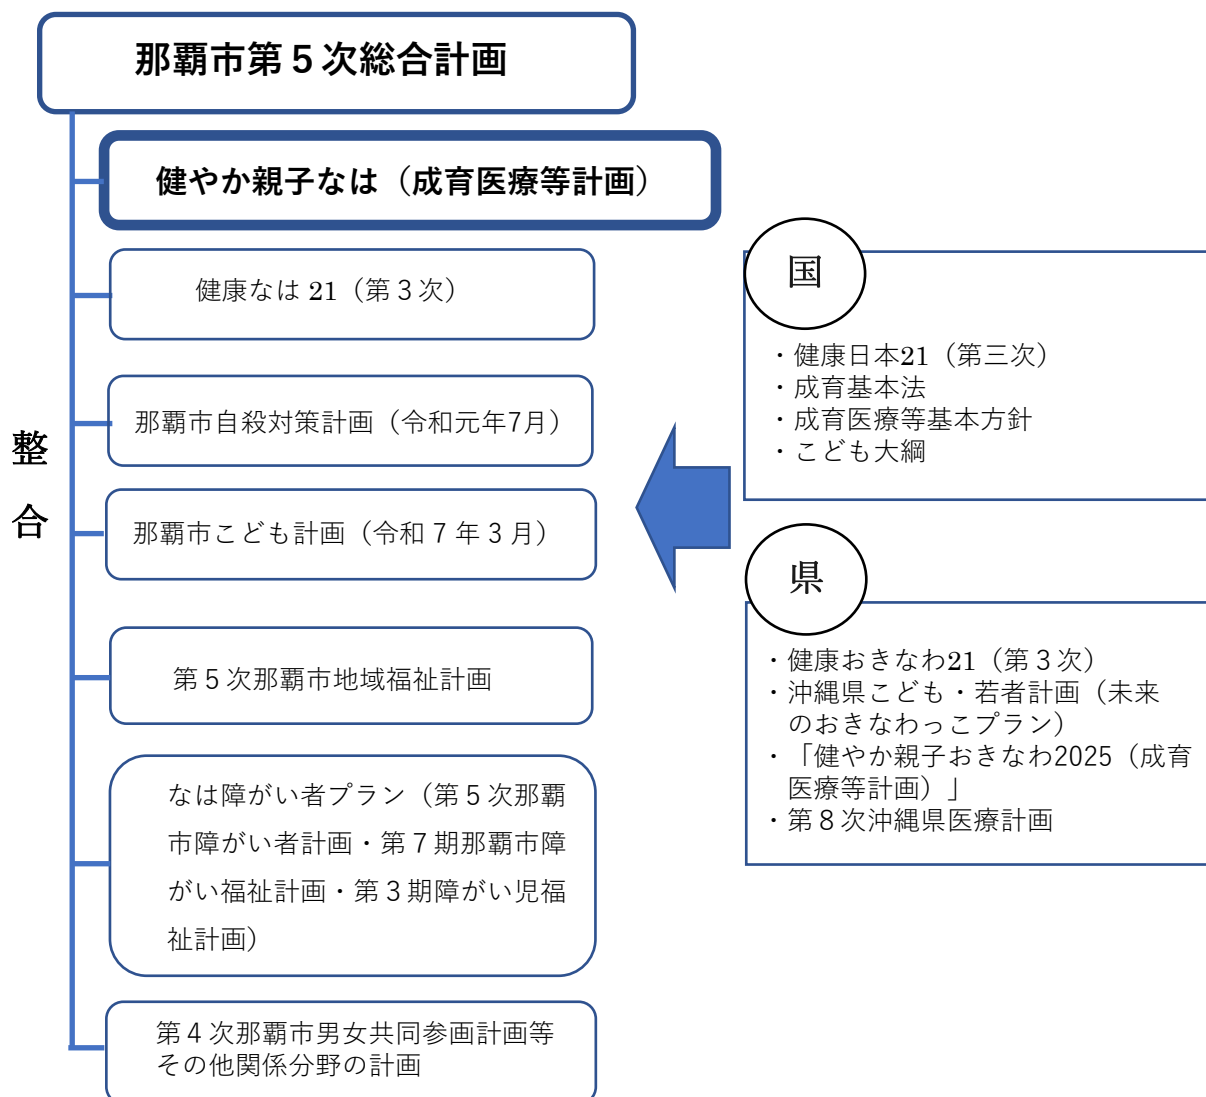 那覇市第５次総合計画
健やか親子なは（成育医療等計画）
健康なは 21（第３次）
那覇市自殺対策計画（令和元年7月）
那覇市こども計画（令和７年３月）
第５次那覇市地域福祉計画
なは障がい者プラン（第５次那覇
市障がい者計画・第７期那覇市障
がい福祉計画・第３期障がい児福
祉計画）
第４次那覇市男女共同参画計画等
その他関係分野の計画
整
合
国
・健康日本21（第三次）
・成育基本法
・成育医療等基本方針
・こども大綱
県
・健康おきなわ21（第３次）
・沖縄県こども・若者計画（未来
のおきなわっこプラン）
・「健やか親子おきなわ2025（成育
医療等計画）」
・第８次沖縄県医療計画